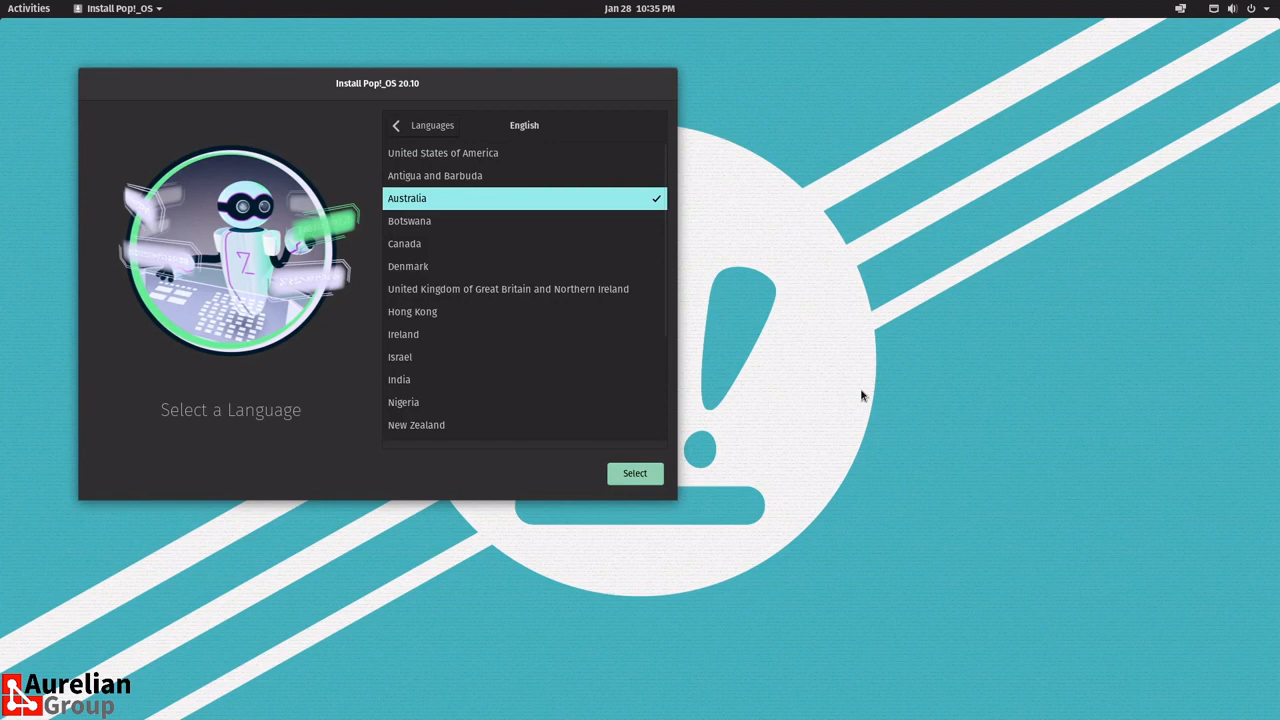 Activities
Install Pop!_OS
Jan 28 10:35 PM
Install Pop!_OS 20.10
Languages
English
United States of America
Antigua and Barbuda
Australia
Botswana
Canada
Denmark
United Kingdom of Great Britain and Northern Ireland
Hong Kong
Ireland
Israel
India
Nigeria
New Zealand
Select a Language
Select
Aurelian
Group